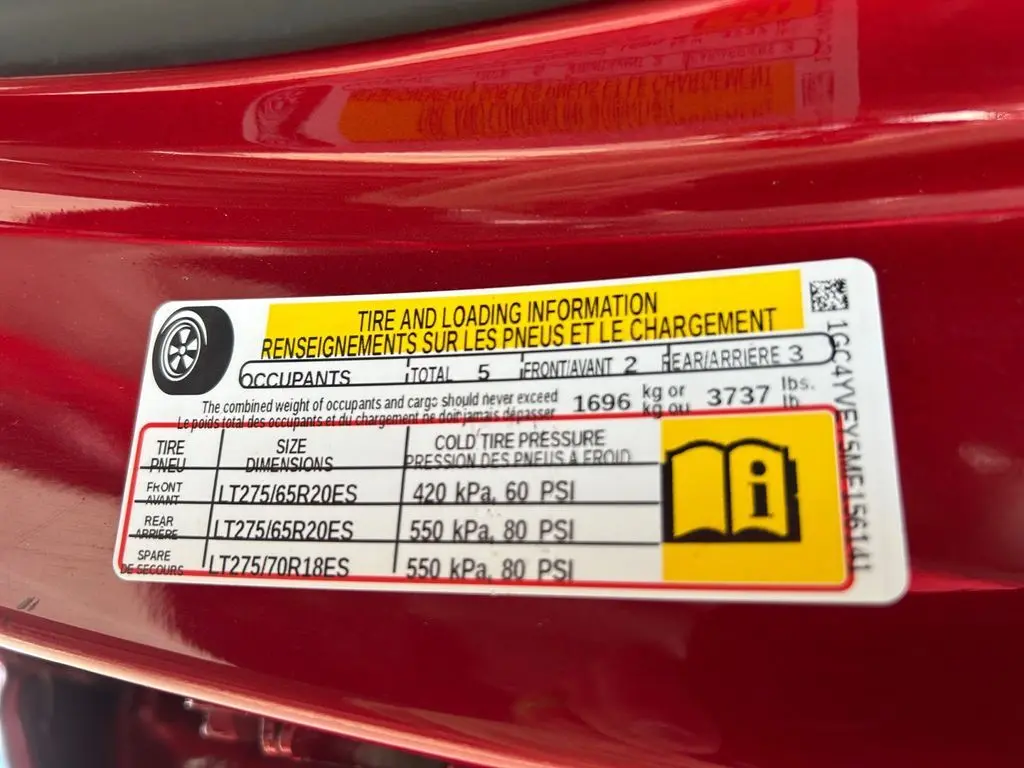 TIRE AND LOADING INFORMATION
RENSEIGNEMENTS SUR LES PNEUS ET LE CHARGEMENT
OCCUPANTS TOTAL 5 FRONT/AVANT 2 REAR/ARRIÈRE 3
The combined weight of occupants and cargo should never exceed 1696 kg or 3737 lbs.
Le poids total des occupants et du chargement ne doit jamais dépasser kg ou lb.
TIRE SIZE COLD TIRE PRESSURE
PNEU DIMENSIONS PRESSION DES PNEUS A FROID
FRONT
AVANT LT275/65R20ES 420 kPa, 60 PSI
REAR
ARRIÈRE LT275/65R20ES 550 kPa, 80 PSI
SPARE
DE SECOURS LT275/70R18ES 550 kPa, 80 PSI